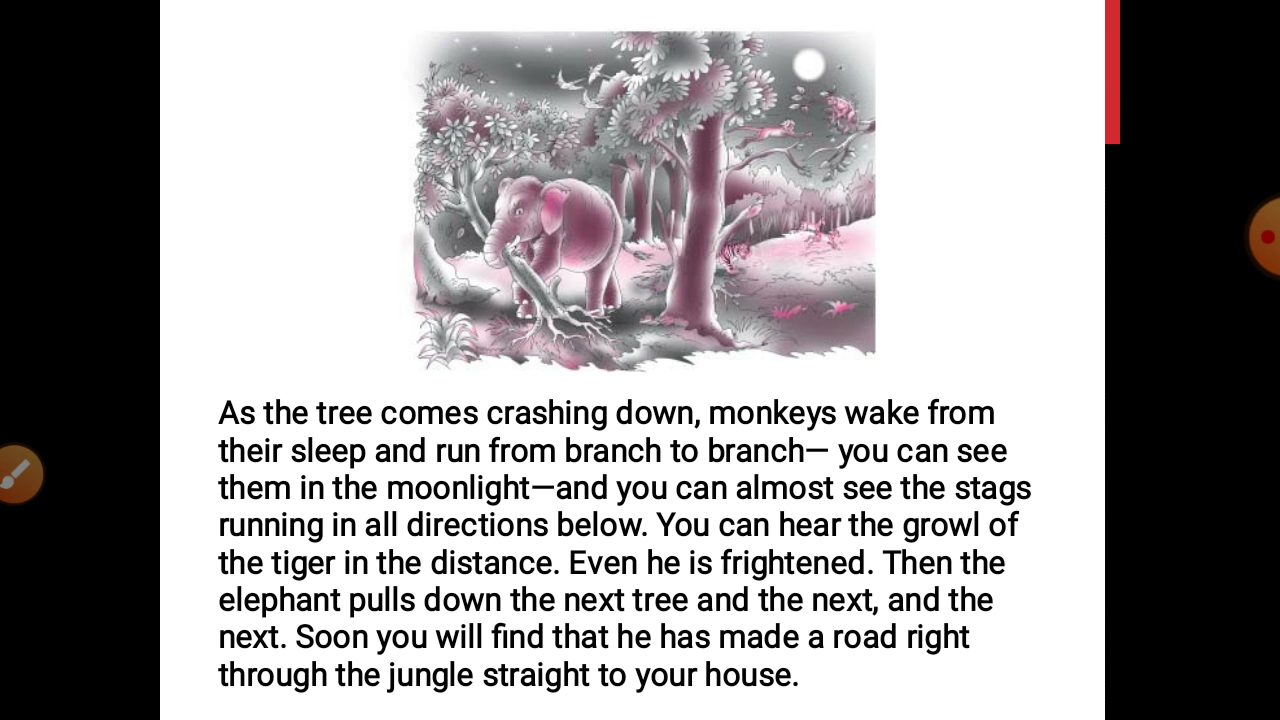 As the tree comes crashing down, monkeys wake from
their sleep and run from branch to branch— you can see
them in the moonlight—and you can almost see the stags
running in all directions below. You can hear the growl of
the tiger in the distance. Even he is frightened. Then the
elephant pulls down the next tree and the next, and the
next. Soon you will find that he has made a road right
through the jungle straight to your house.